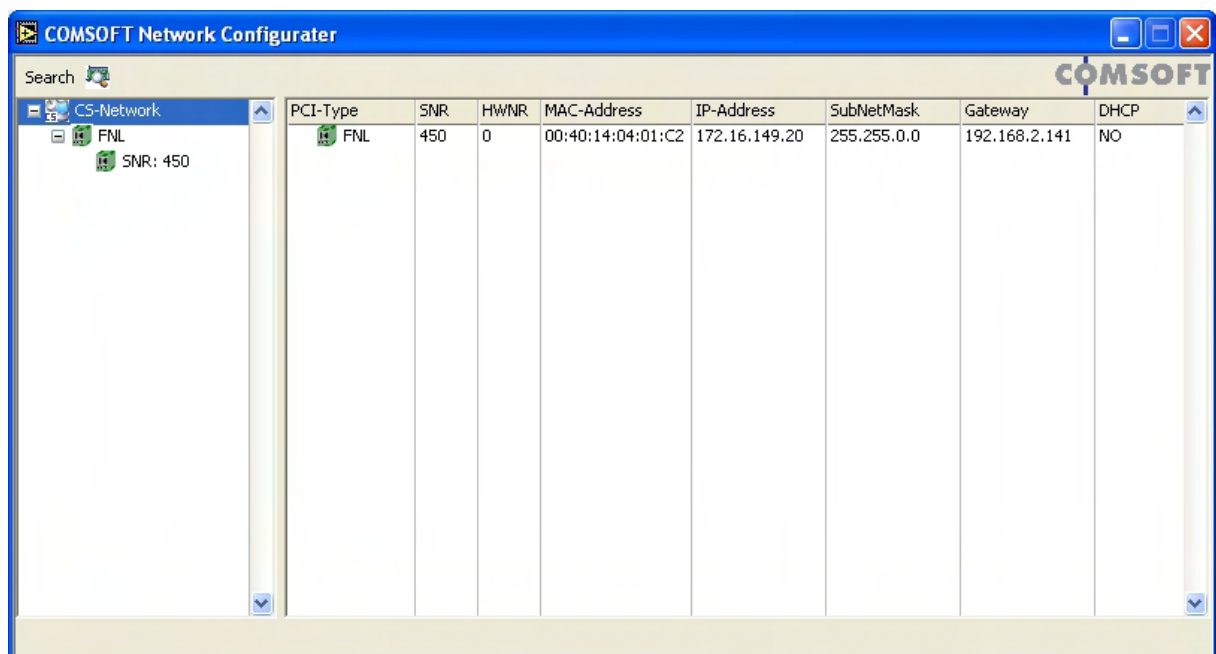 COMSOFT Network Configurater
Search COMSOFT
CS-Network
FNL
SNR: 450
PCI-Type SNR HWNR MAC-Address IP-Address SubNetMask Gateway DHCP
FNL 450 0 00:40:14:04:01:C2 172.16.149.20 255.255.0.0 192.168.2.141 NO